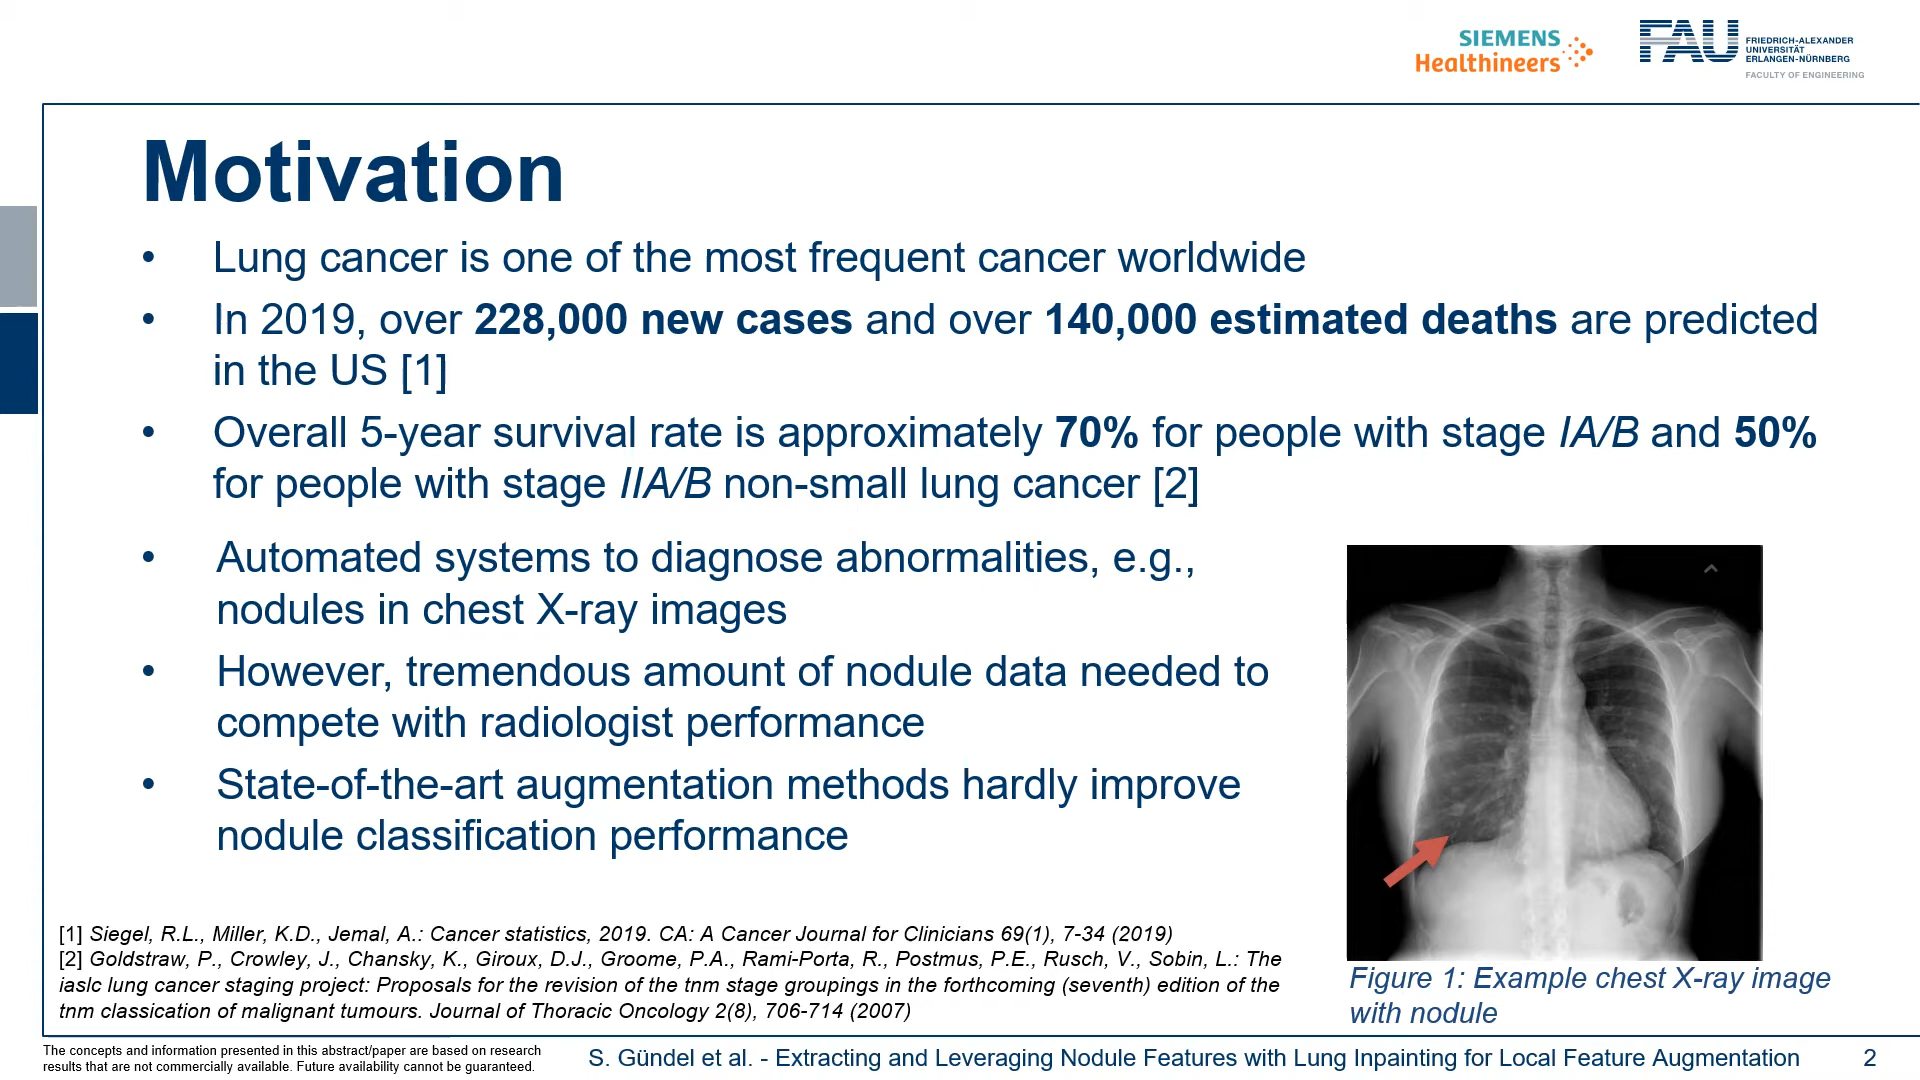 SIEMENS
Healthineers
FAU
FRIEDRICH-ALEXANDER
UNIVERSITÄT
ERLANGEN-NÜRNBERG
FACULTY OF ENGINEERING
Motivation
• Lung cancer is one of the most frequent cancer worldwide
• In 2019, over 228,000 new cases and over 140,000 estimated deaths are predicted
in the US [1]
• Overall 5-year survival rate is approximately 70% for people with stage IA/B and 50%
for people with stage IIA/B non-small lung cancer [2]
• Automated systems to diagnose abnormalities, e.g.,
nodules in chest X-ray images
• However, tremendous amount of nodule data needed to
compete with radiologist performance
• State-of-the-art augmentation methods hardly improve
nodule classification performance
[1] Siegel, R.L., Miller, K.D., Jemal, A.: Cancer statistics, 2019. CA: A Cancer Journal for Clinicians 69(1), 7-34 (2019)
[2] Goldstraw, P., Crowley, J., Chansky, K., Giroux, D.J., Groome, P.A., Rami-Porta, R., Postmus, P.E., Rusch, V., Sobin, L.: The
iaslc lung cancer staging project: Proposals for the revision of the tnm stage groupings in the forthcoming (seventh) edition of the
tnm classication of malignant tumours. Journal of Thoracic Oncology 2(8), 706-714 (2007)
Figure 1: Example chest X-ray image
with nodule
The concepts and information presented in this abstract/paper are based on research
results that are not commercially available. Future availability cannot be guaranteed.
S. Gündel et al. - Extracting and Leveraging Nodule Features with Lung Inpainting for Local Feature Augmentation
2